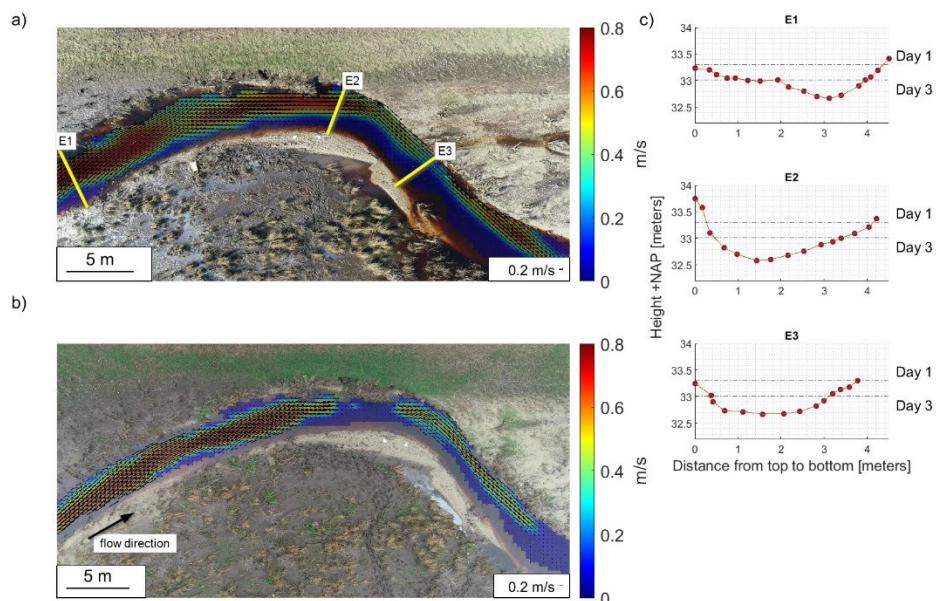 a)
E1
E2
E3
5 m
0.2 m/s
0.8
0.6
0.4
0.2
0
m/s
b)
flow direction
5 m
0.2 m/s
0.8
0.6
0.4
0.2
0
m/s
c)
E1
34
33.5
33
32.5
0 1 2 3 4
Day 1
Day 3
E2
34
33.5
33
32.5
0 1 2 3 4
Day 1
Day 3
Height +NAP [meters]
E3
34
33.5
33
32.5
0 1 2 3 4
Day 1
Day 3
Distance from top to bottom [meters]